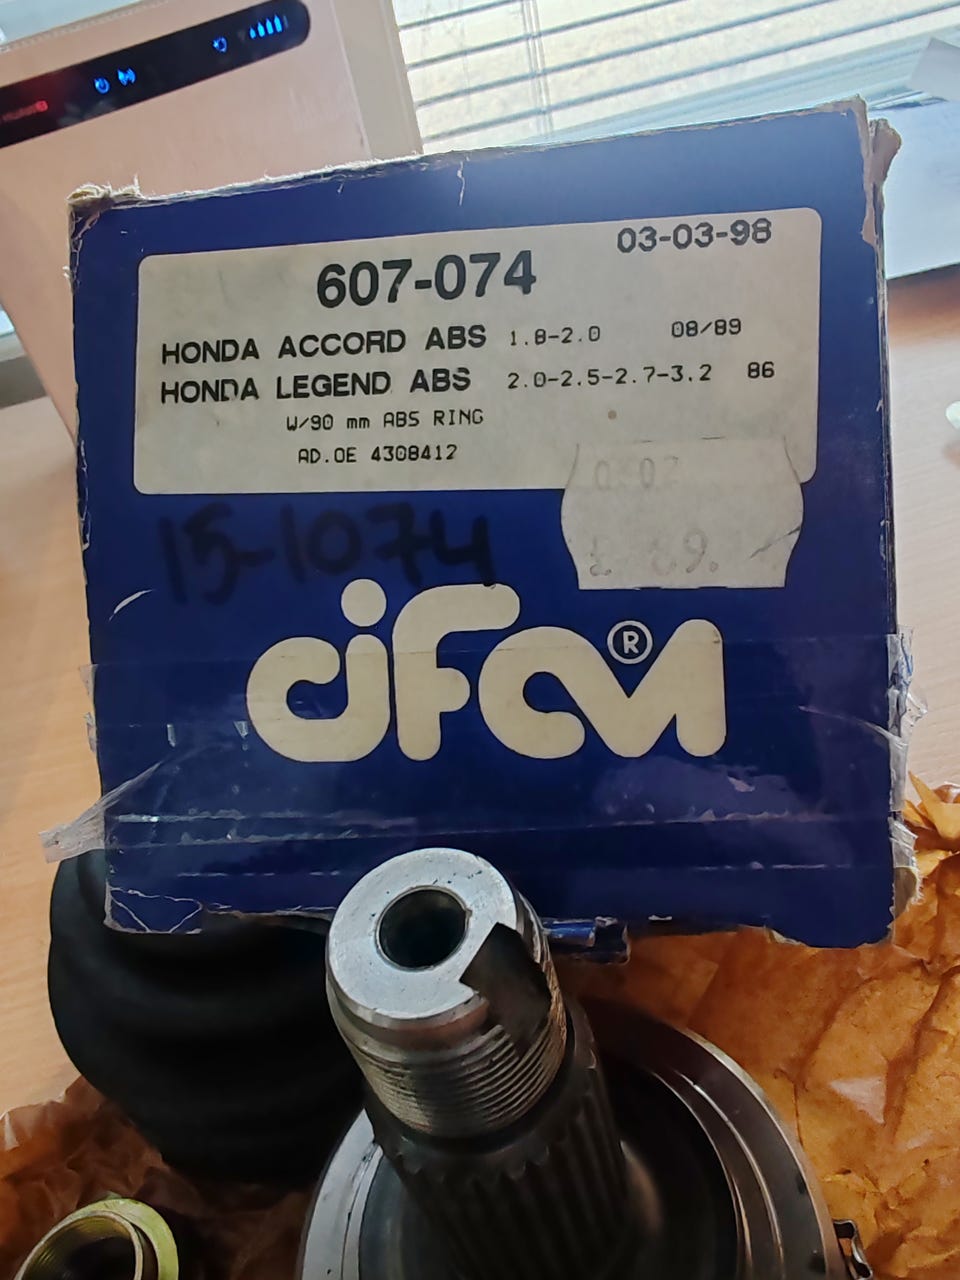 03-03-98
607-074
HONDA ACCORD ABS 1.8-2.0 08/89
HONDA LEGEND ABS 2.0-2.5-2.7-3.2 86
W/90 mm ABS RING
AD.OE 4308412
15-1074
cifam®